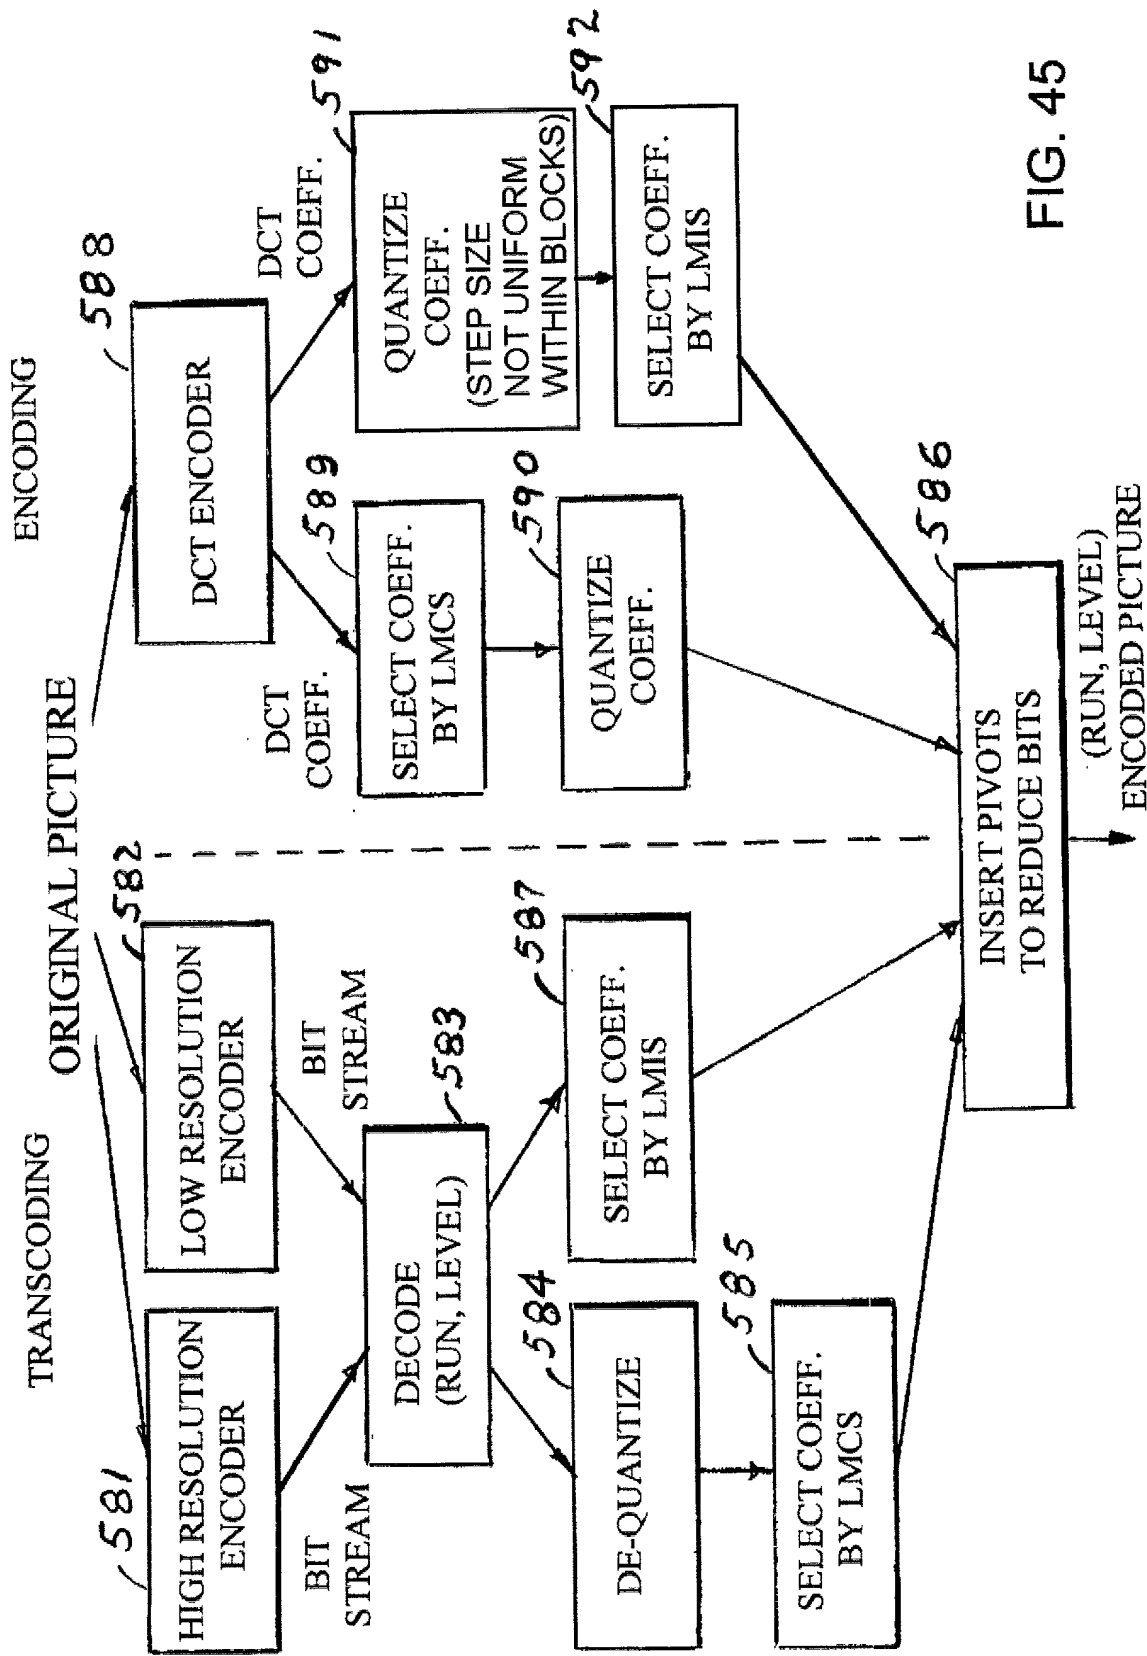 TRANSCODING
ENCODING
ORIGINAL PICTURE
581
HIGH RESOLUTION
ENCODER
582
LOW RESOLUTION
ENCODER
588
DCT ENCODER
BIT
STREAM
BIT
STREAM
DCT
COEFF.
DCT
COEFF.
583
DECODE
(RUN, LEVEL)
589
SELECT COEFF.
BY LMCS
591
QUANTIZE
COEFF.
(STEP SIZE
NOT UNIFORM
WITHIN BLOCKS)
584
DE-QUANTIZE
587
SELECT COEFF.
BY LMIS
590
QUANTIZE
COEFF.
592
SELECT COEFF.
BY LMIS
585
SELECT COEFF.
BY LMCS
586
INSERT PIVOTS
TO REDUCE BITS
(RUN, LEVEL)
ENCODED PICTURE
FIG. 45